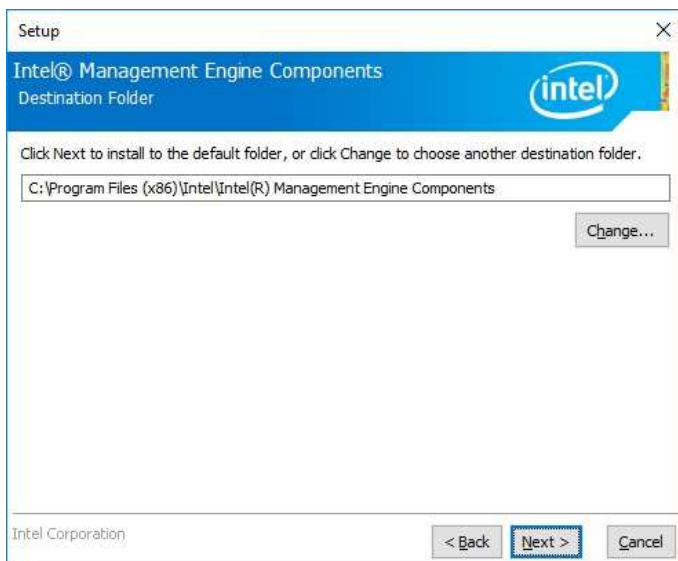 Setup
Intel® Management Engine Components
Destination Folder
intel
Click Next to install to the default folder, or click Change to choose another destination folder.
C:\Program Files (x86)\Intel\Intel(R) Management Engine Components
Change...
Intel Corporation
< Back Next > Cancel